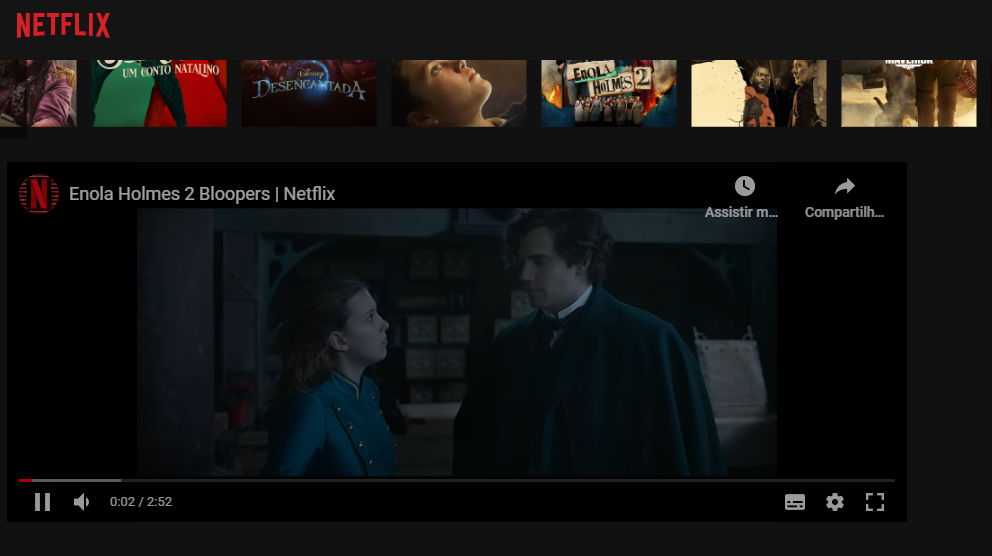 NETFLIX
UM CONTO NATALINO
Disney
DESENCANTADA
ENOLA
HOLMES 2
MAVERICK
Enola Holmes 2 Bloopers | Netflix
Assistir m...
Compartilh...
0:02 / 2:52